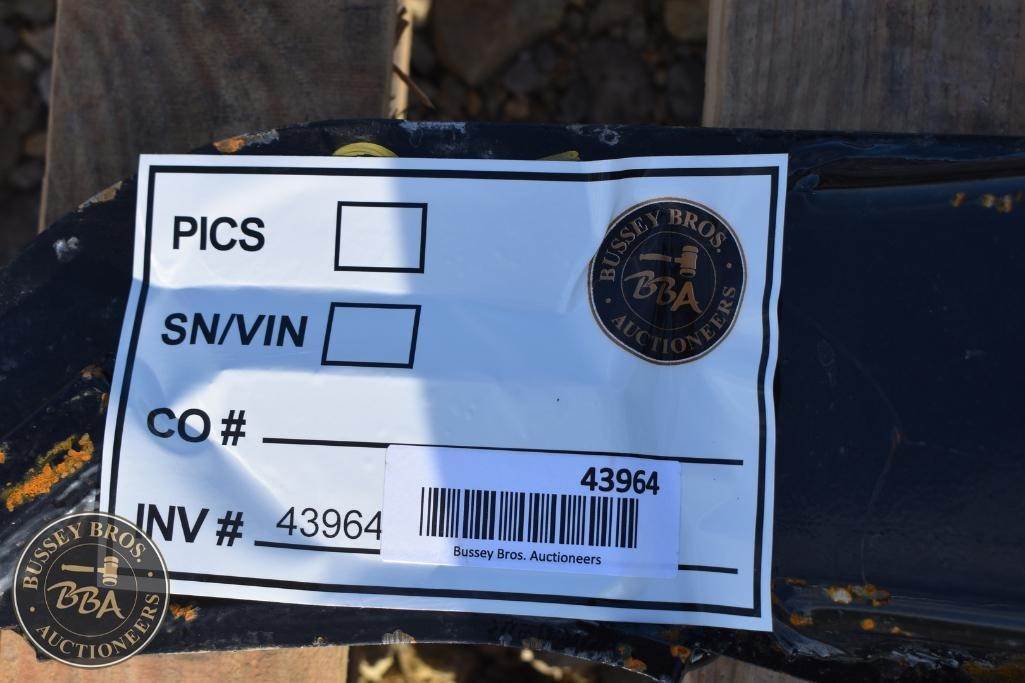 PICS
BUSSEY BROS.
BBA
AUCTIONEERS
SN/VIN
CO #
43964
INV # 43964
Bussey Bros. Auctioneers
BUSSEY BROS.
BBA
AUCTIONEERS